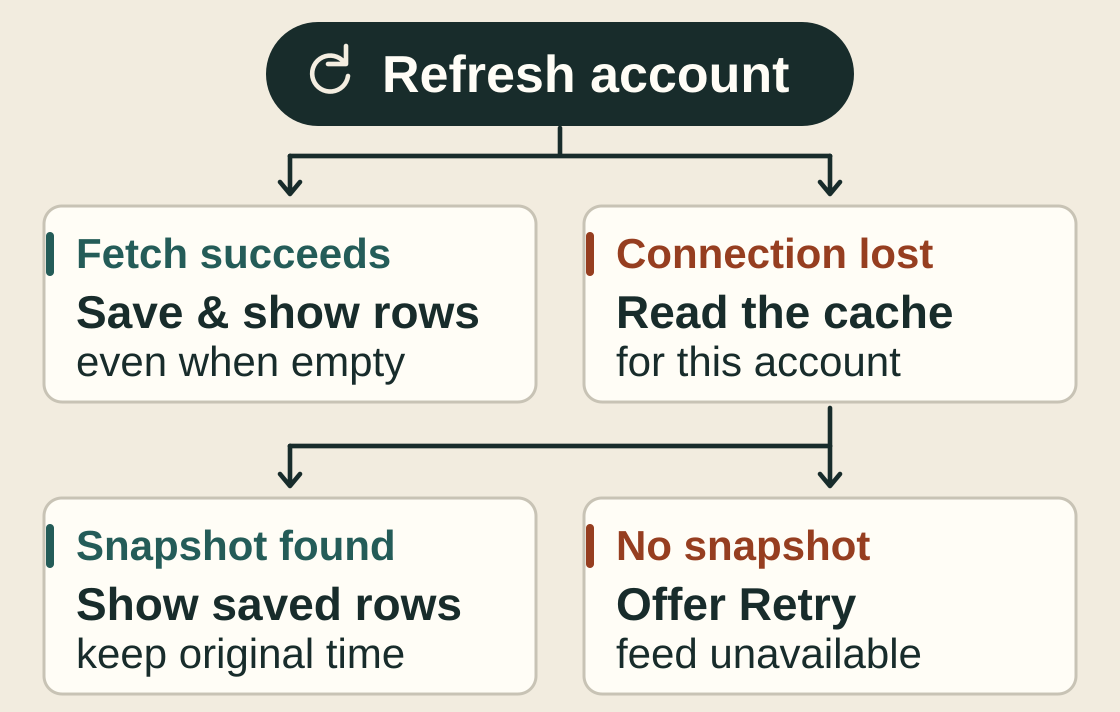 Refresh account
Fetch succeeds
Save & show rows
even when empty
Connection lost
Read the cache
for this account
Snapshot found
Show saved rows
keep original time
No snapshot
Offer Retry
feed unavailable